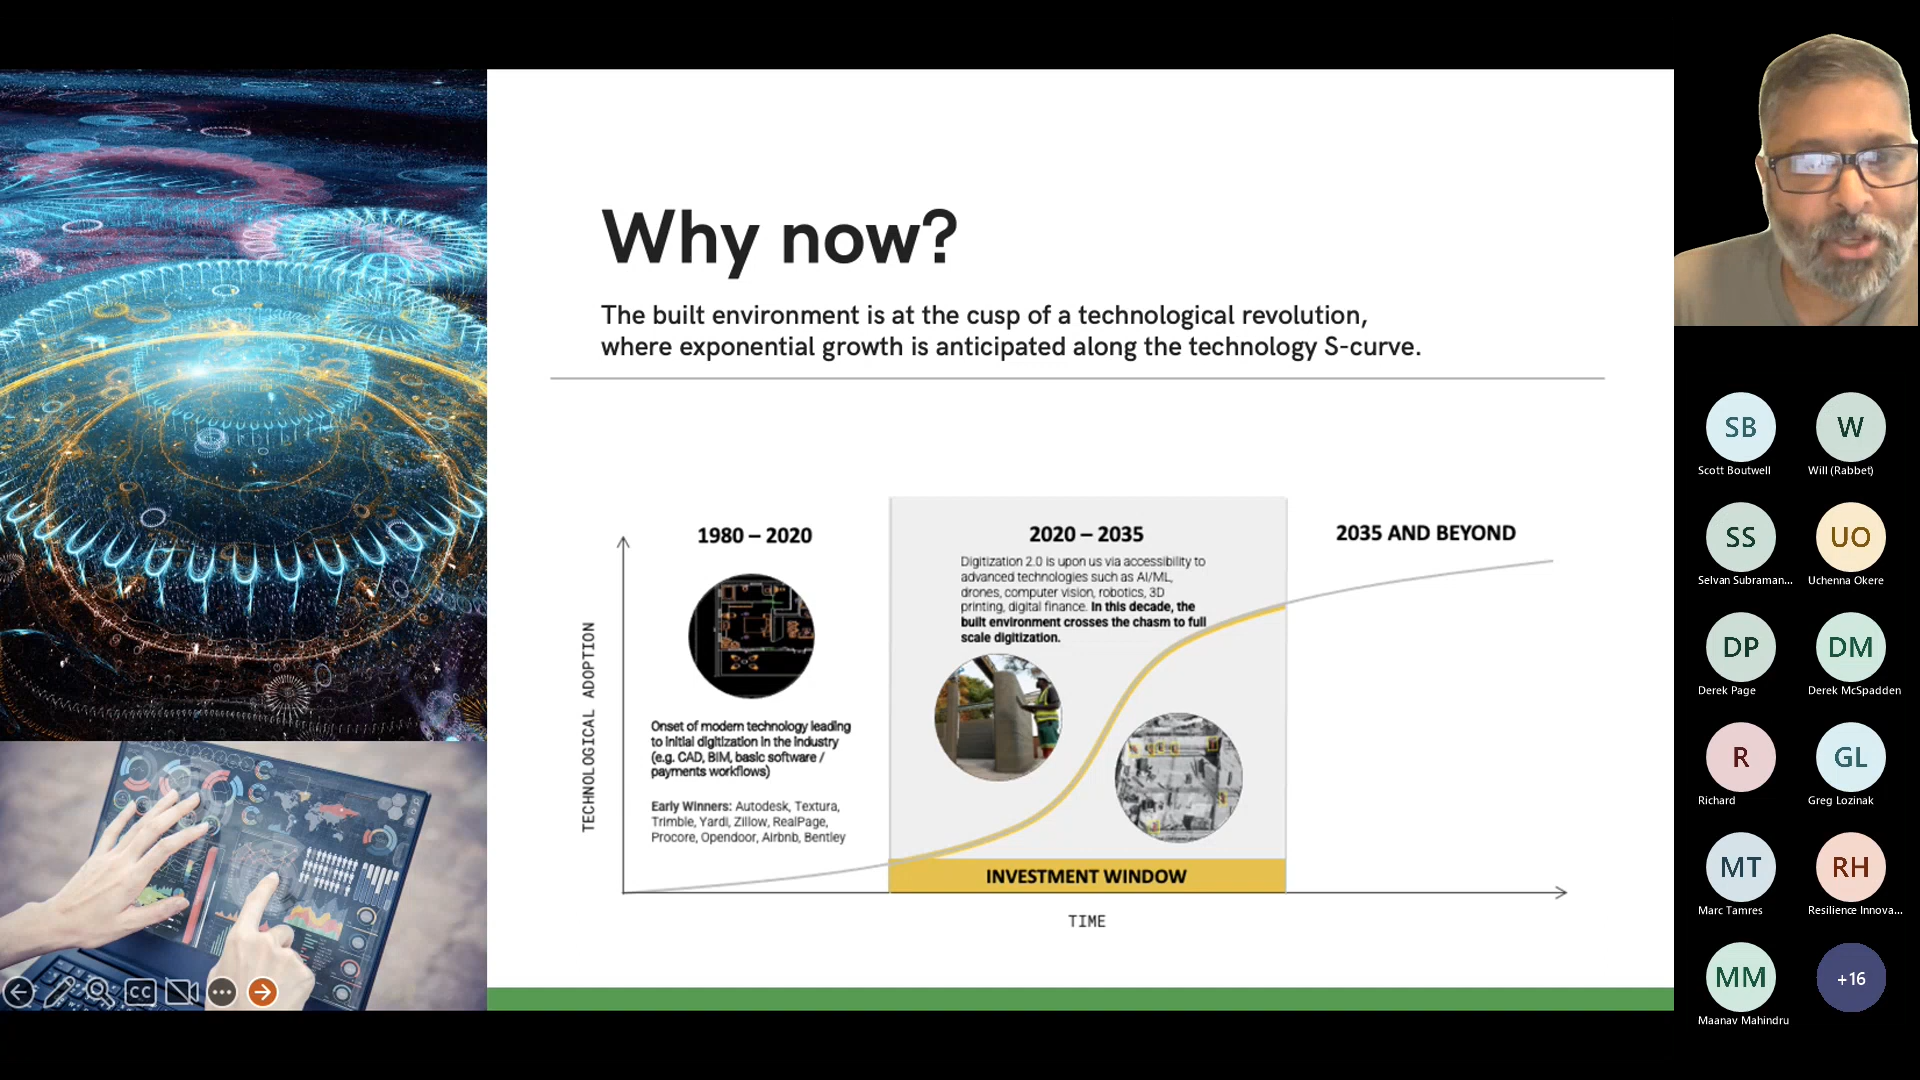 Why now?
The built environment is at the cusp of a technological revolution,
where exponential growth is anticipated along the technology S-curve.
TECHNOLOGICAL ADOPTION
1980 – 2020
Onset of modern technology leading
to initial digitization in the industry
(e.g. CAD, BIM, basic software /
payments workflows)
Early Winners: Autodesk, Textura,
Trimble, Yardi, Zillow, RealPage,
Procore, Opendoor, Airbnb, Bentley
2020 – 2035
Digitization 2.0 is upon us via accessibility to
advanced technologies such as AI/ML,
drones, computer vision, robotics, 3D
printing, digital finance. In this decade, the
built environment crosses the chasm to full
scale digitization.
INVESTMENT WINDOW
2035 AND BEYOND
TIME
CC
SB
Scott Boutwell
W
Will (Rabbet)
SS
Selvan Subraman...
UO
Uchenna Okere
DP
Derek Page
DM
Derek McSpadden
R
Richard
GL
Greg Lozinak
MT
Marc Tamres
RH
Resilience Innova...
MM
Maanav Mahindru
+16